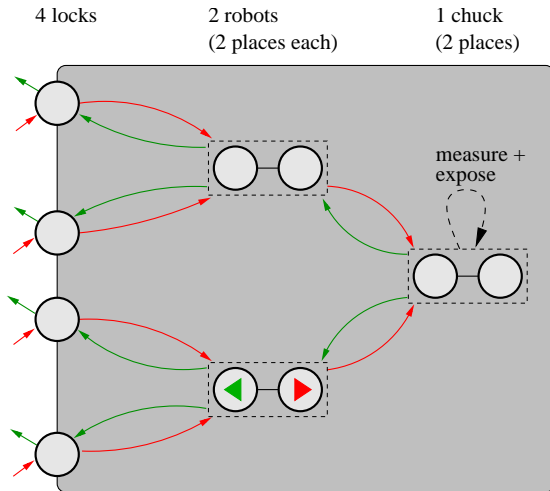 4 locks
2 robots
(2 places each)
1 chuck
(2 places)
measure +
expose